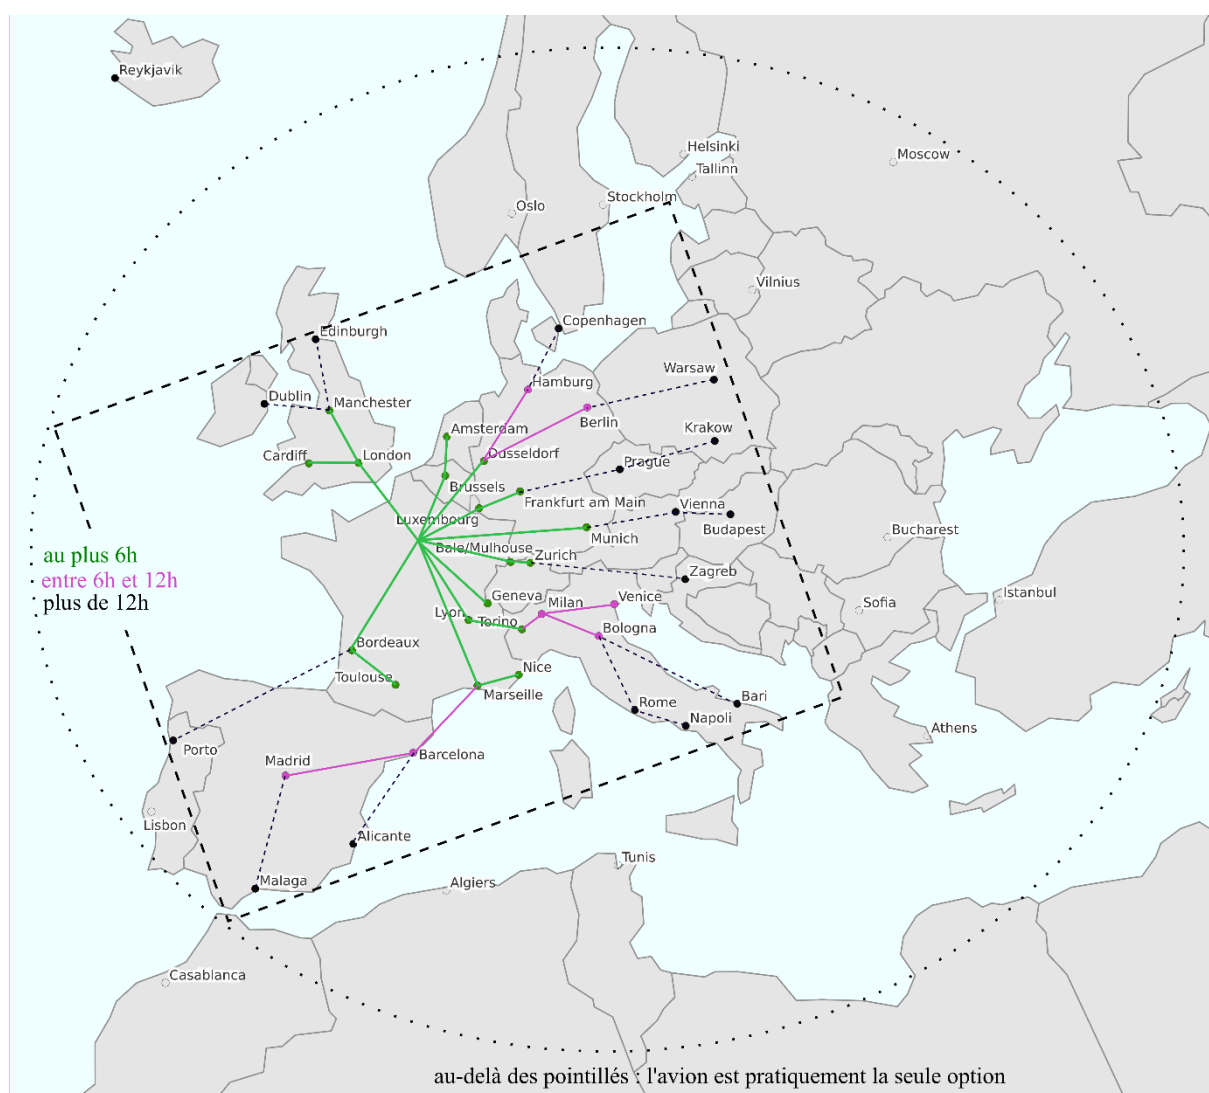 Reykjavik
Helsinki
Moscow
Tallinn
Stockholm
Oslo
Vilnius
Copenhagen
Edinburgh
Warsaw
Hamburg
Dublin
Manchester
Berlin
Amsterdam
Krakow
Cardiff
London
Dusseldorf
Prague
Brussels
Frankfurt am Main
Vienna
Luxembourg
Budapest
Bucharest
Munich
au plus 6h
Bale/Mulhouse
Zurich
entre 6h et 12h
Zagreb
plus de 12h
Geneva
Milan
Venice
Istanbul
Sofia
Lyon
Torino
Bologna
Bordeaux
Nice
Toulouse
Marseille
Bari
Rome
Napoli
Athens
Porto
Barcelona
Madrid
Lisbon
Alicante
Tunis
Malaga
Algiers
Casablanca
au-delà des pointillés : l'avion est pratiquement la seule option